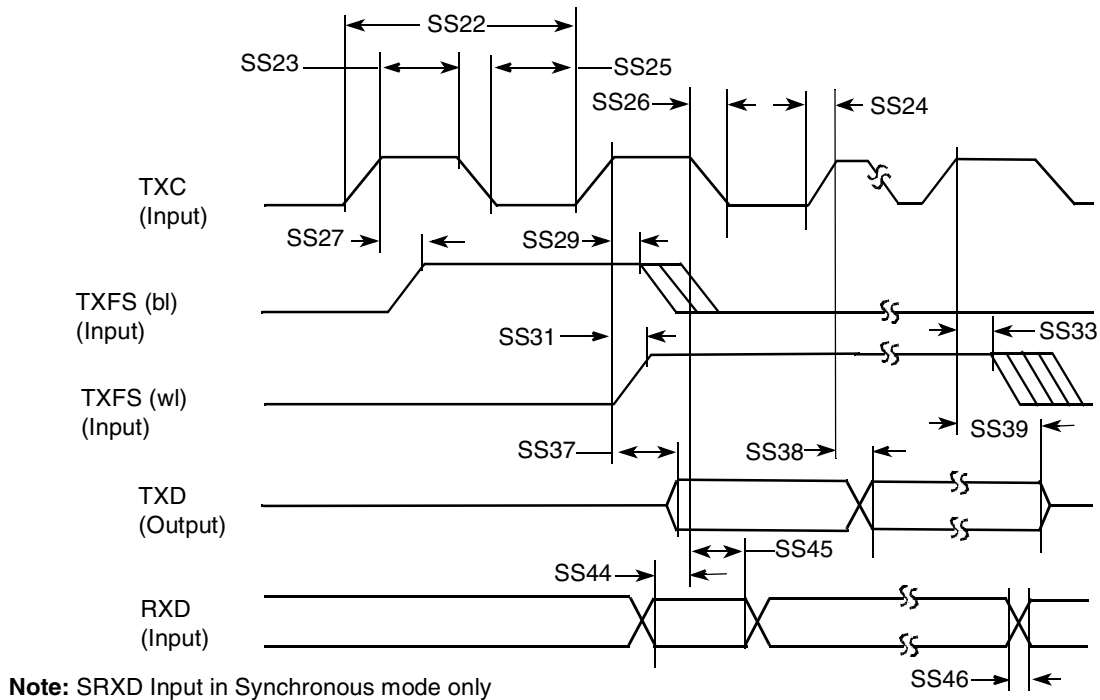 SS22
SS23
SS25
SS26
SS24
TXC
(Input)
SS27
SS29
TXFS (bl)
(Input)
SS31
SS33
TXFS (wl)
(Input)
SS39
SS37
SS38
TXD
(Output)
SS45
SS44
RXD
(Input)
SS46
Note: SRXD Input in Synchronous mode only